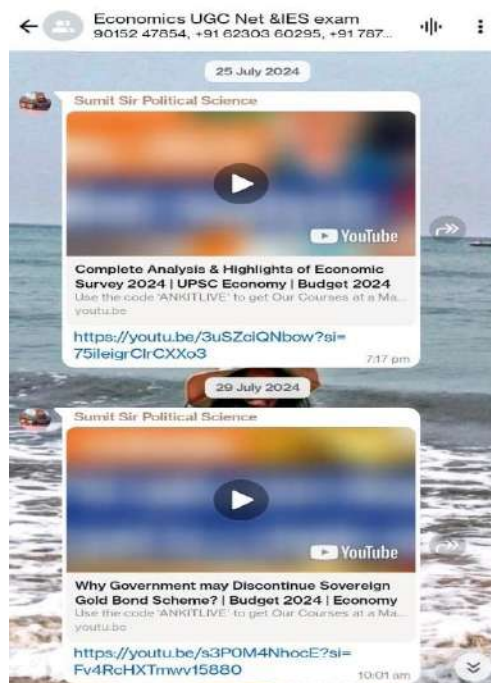 Economics UGC Net &IES exam
90152 47854, +91 62303 60295, +91 787...
25 July 2024
Sumit Sir Political Science
YouTube
Complete Analysis & Highlights of Economic
Survey 2024 | UPSC Economy | Budget 2024
Use the code 'ANKITLIVE' to get Our Courses at a Ma...
youtu.be
https://youtu.be/3uSZciQNbow?si=
75iIeigrCIrCXXo3
7:17 pm
29 July 2024
Sumit Sir Political Science
YouTube
Why Government may Discontinue Sovereign
Gold Bond Scheme? | Budget 2024 | Economy
Use the code 'ANKITLIVE' to get Our Courses at a Ma...
youtu.be
https://youtu.be/s3P0M4NhocE?si=
Fv4RcHXTmwv15880
10:01 am